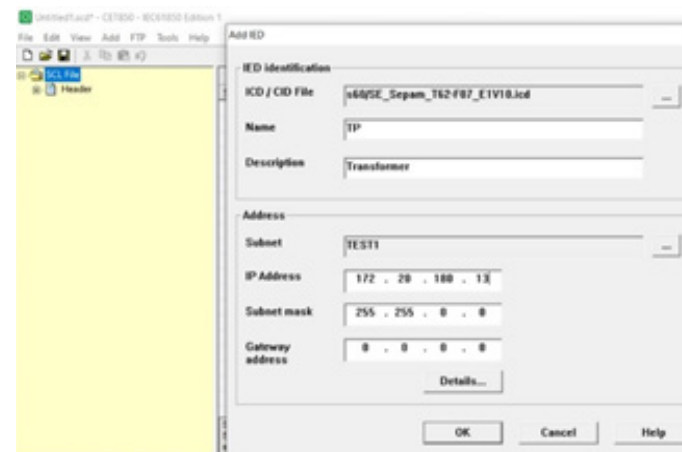 Untitled1.scd* - CET850 - IEC61850 Edition 1
File Edit View Add FTP Tools Help
SCL File
Header
Add IED
IED identification
ICD / CID File
s60/SE_Sepam_T62-F07_E1V10.icd
...
Name
TP
Description
Transformer
Address
Subnet
TEST1
...
IP Address
172 . 20 . 100 . 13
Subnet mask
255 . 255 . 0 . 0
Gateway
address
0 . 0 . 0 . 0
Details...
OK Cancel Help